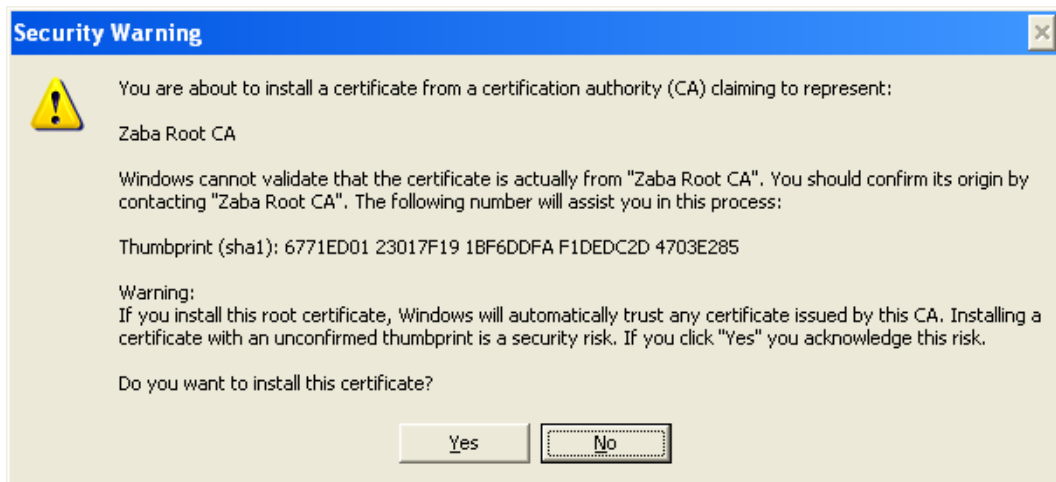 Security Warning
You are about to install a certificate from a certification authority (CA) claiming to represent:
Zaba Root CA
Windows cannot validate that the certificate is actually from "Zaba Root CA". You should confirm its origin by
contacting "Zaba Root CA". The following number will assist you in this process:
Thumbprint (sha1): 6771ED01 23017F19 1BF6DDFA F1DEDC2D 4703E285
Warning:
If you install this root certificate, Windows will automatically trust any certificate issued by this CA. Installing a
certificate with an unconfirmed thumbprint is a security risk. If you click "Yes" you acknowledge this risk.
Do you want to install this certificate?
Yes
No